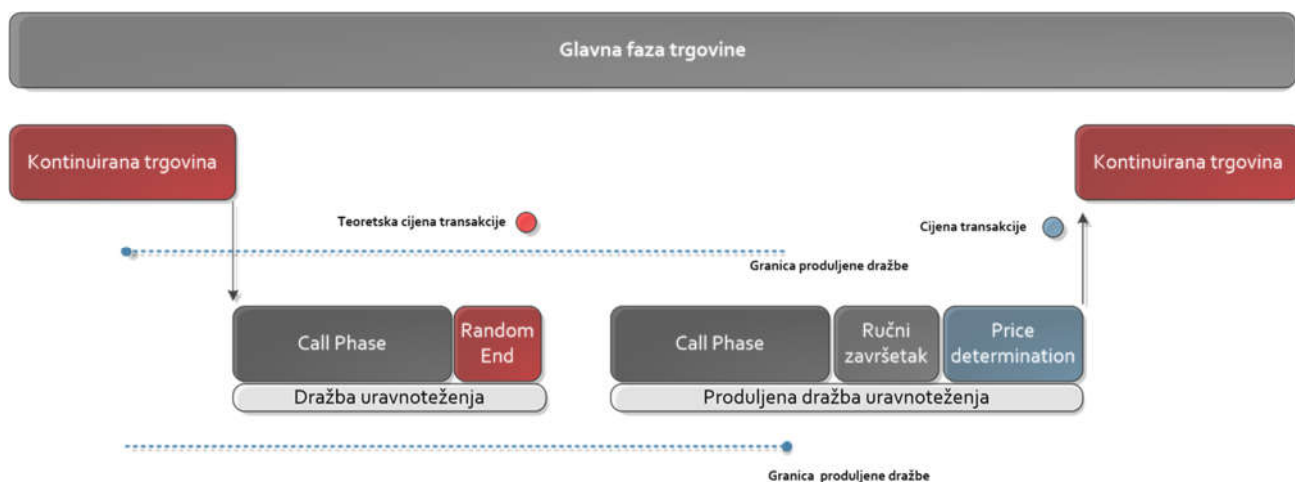 Glavna faza trgovine
Kontinuirana trgovina
Kontinuirana trgovina
Teoretska cijena transakcije
Cijena transakcije
Granica produljene dražbe
Call Phase
Random
End
Call Phase
Ručni
završetak
Price
determination
Dražba uravnoteženja
Produljena dražba uravnoteženja
Granica produljene dražbe